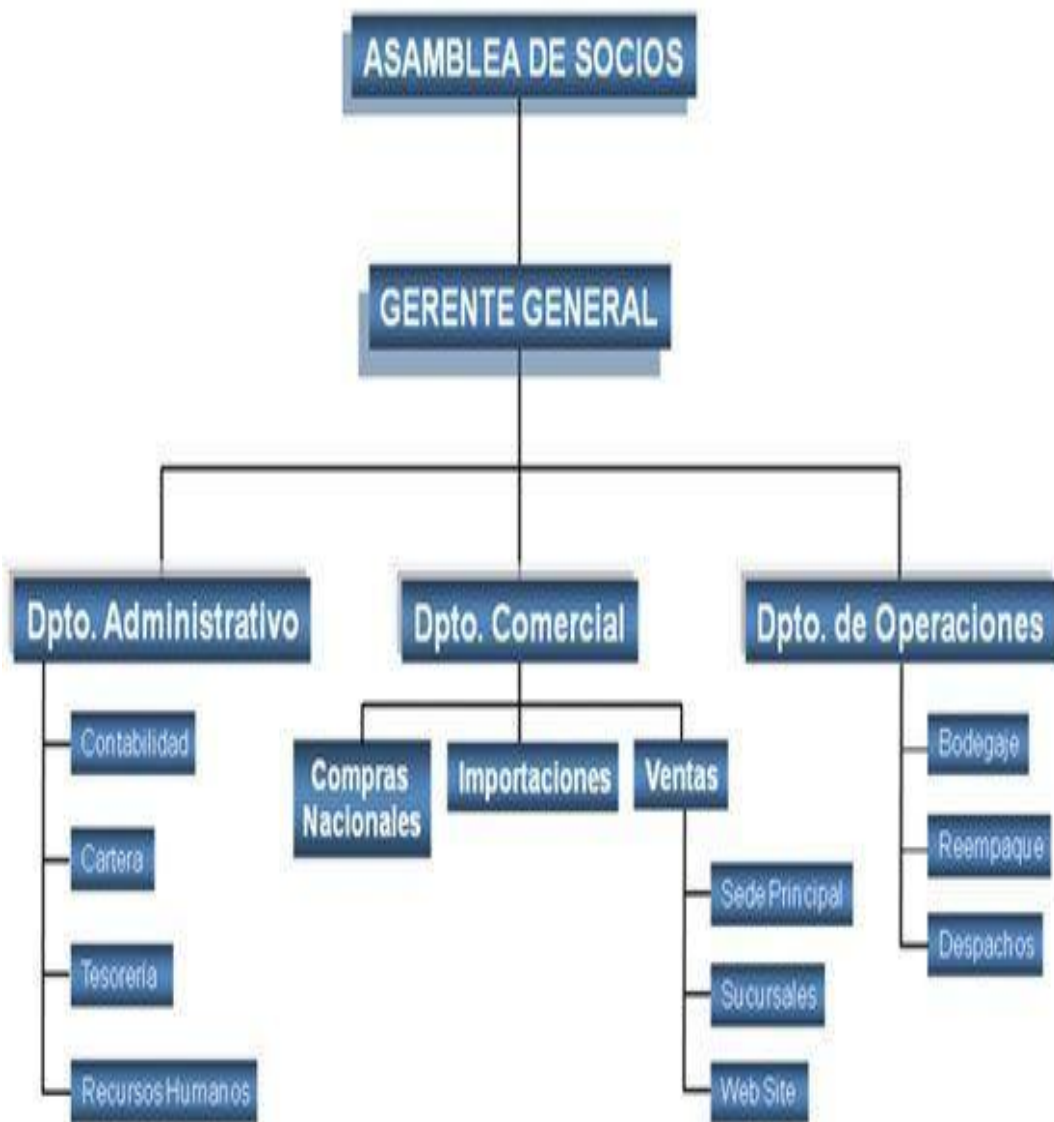 ASAMBLEA DE SOCIOS
GERENTE GENERAL
Dpto. Administrativo
Contabilidad
Cartera
Tesorería
Recursos Humanos
Dpto. Comercial
Compras
Nacionales
Importaciones
Ventas
Sede Principal
Sucursales
Web Site
Dpto. de Operaciones
Bodegaje
Reempaque
Despachos